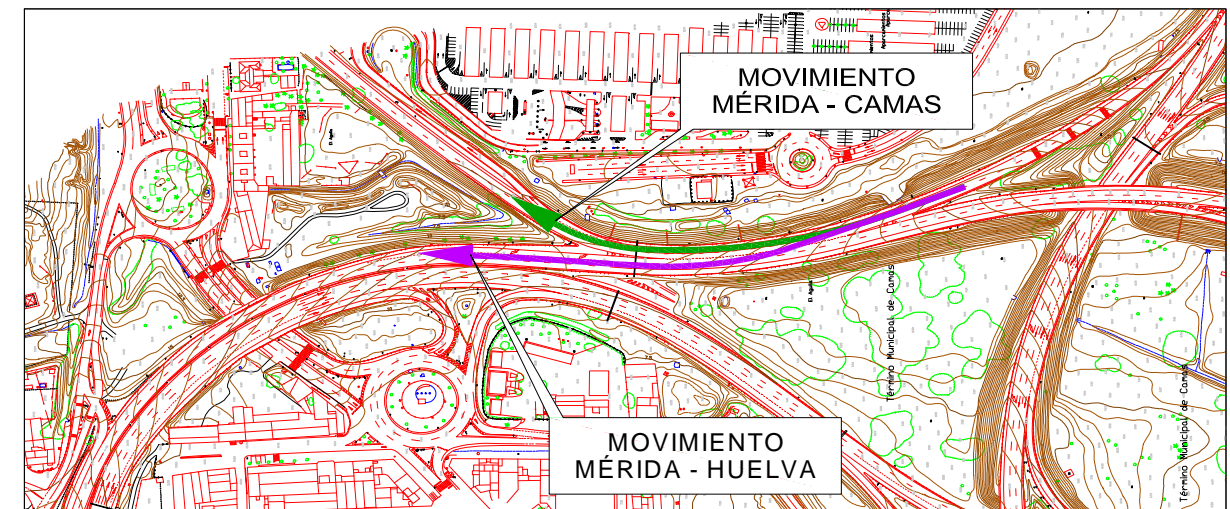 MOVIMIENTO
MÉRIDA - CAMAS
Término Municipal de Camas
Término Municipal de Camas
MOVIMIENTO
MÉRIDA - HUELVA